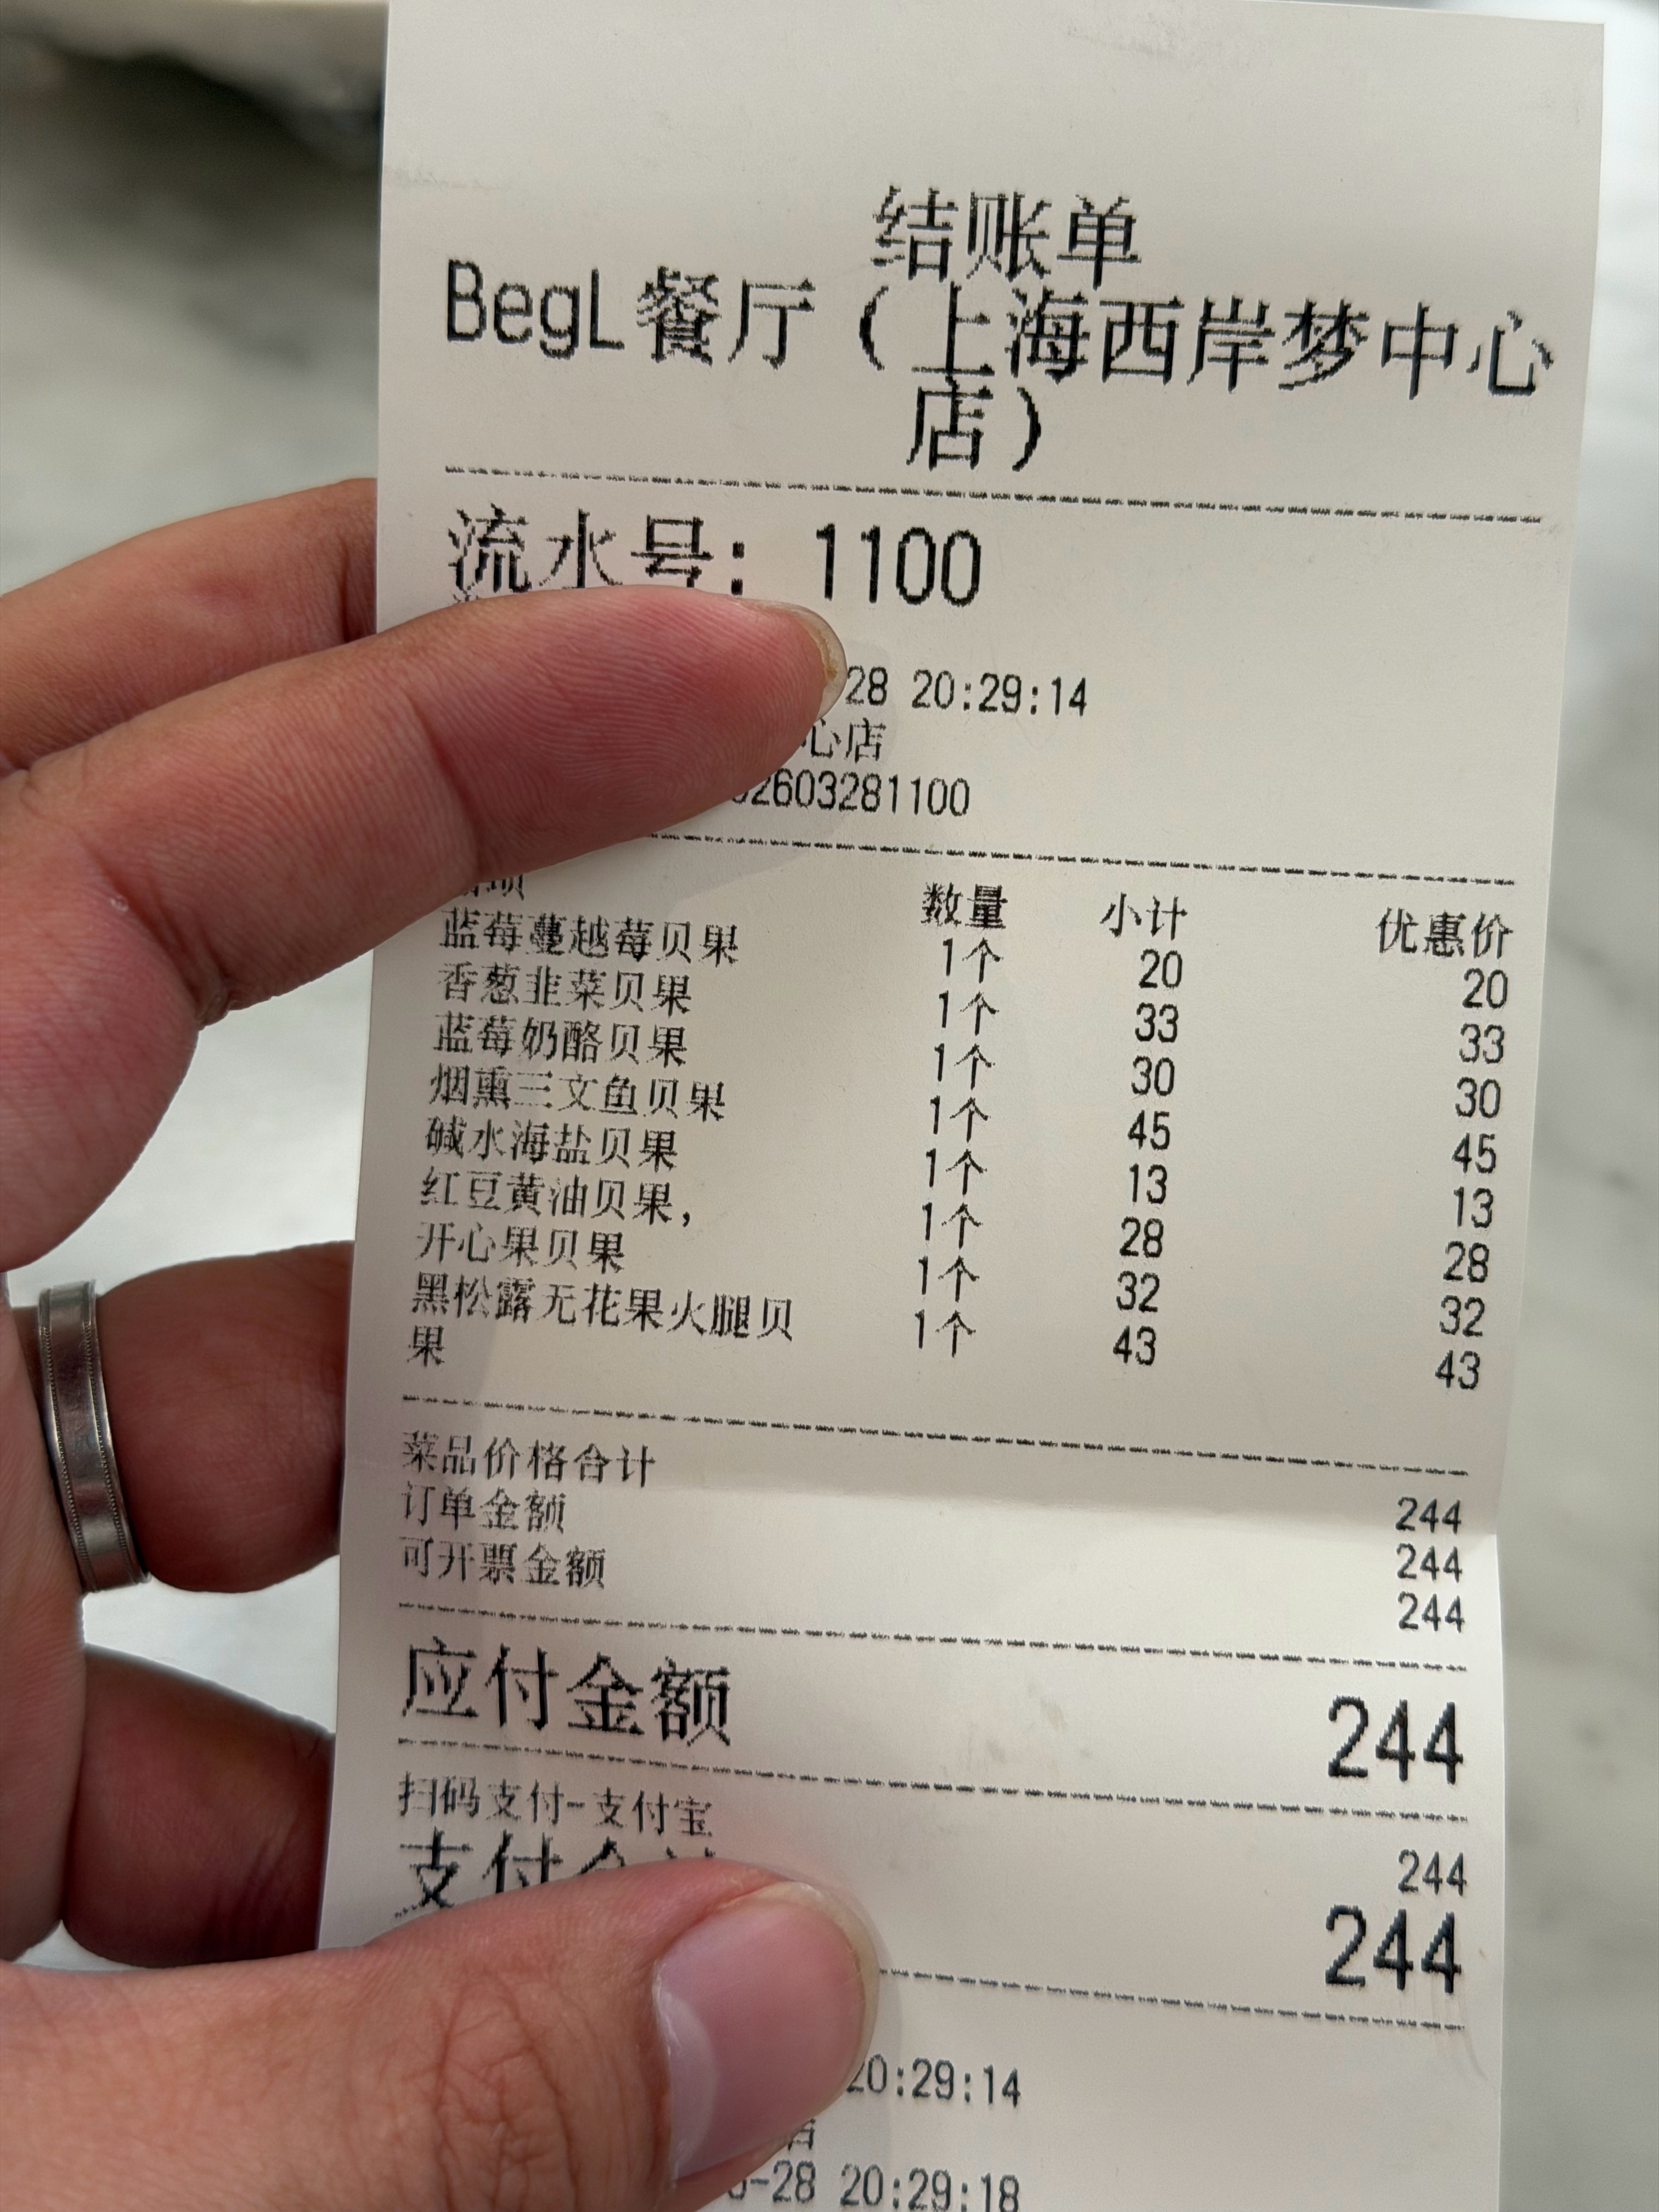 结账单
BegL餐厅(上海西岸梦中心
店)
流水号: 1100
28 20:29:14
心店
2603281100
数量 小计 优惠价
蓝莓蔓越莓贝果 1个 20 20
香葱韭菜贝果 1个 33 33
蓝莓奶酪贝果 1个 30 30
烟熏三文鱼贝果 1个 45 45
碱水海盐贝果 1个 13 13
红豆黄油贝果, 1个 28 28
开心果贝果 1个 32 32
黑松露无花果火腿贝 1个 43 43
果
菜品价格合计 244
订单金额 244
可开票金额 244
应付金额 244
扫码支付-支付宝 244
支付 244
20:29:14
店
-28 20:29:18